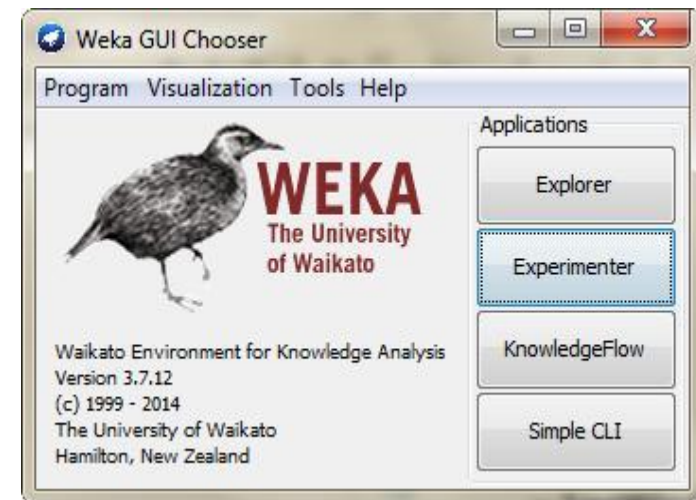 Weka GUI Chooser
Program Visualization Tools Help
WEKA
The University
of Waikato
Waikato Environment for Knowledge Analysis
Version 3.7.12
(c) 1999 - 2014
The University of Waikato
Hamilton, New Zealand
Applications
Explorer
Experimenter
KnowledgeFlow
Simple CLI